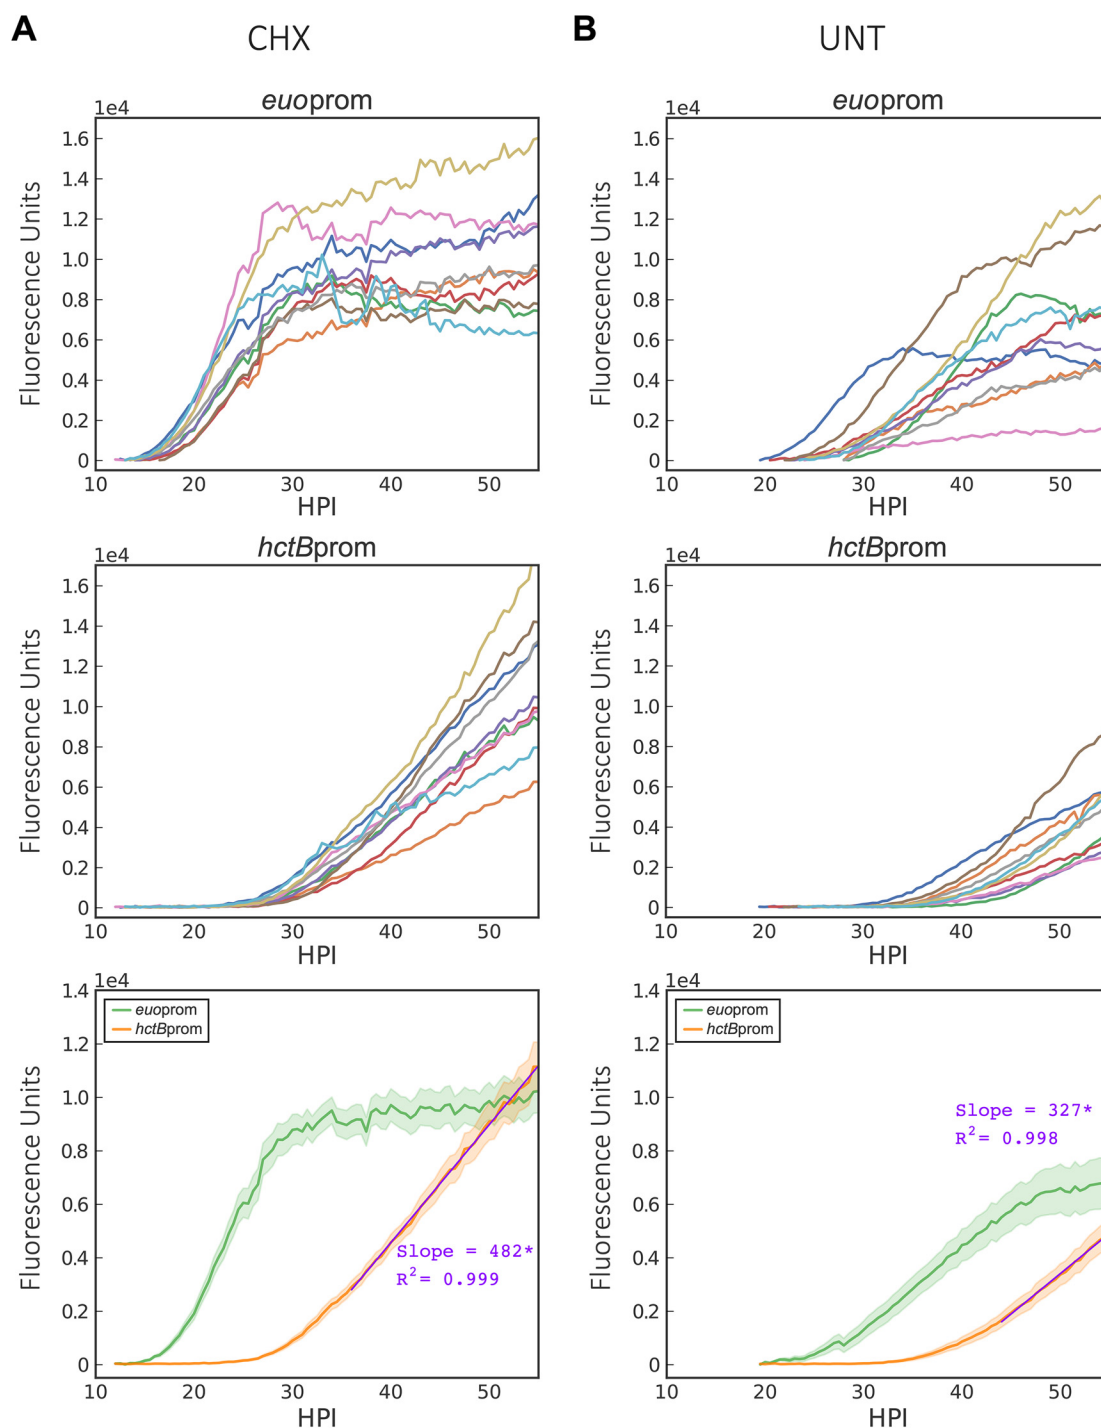 A CHX
B UNT
euoprom
1e4
Fluorescence Units
1.6
1.4
1.2
1.0
0.8
0.6
0.4
0.2
0
10 20 30 40 50
HPI
euoprom
1e4
Fluorescence Units
1.6
1.4
1.2
1.0
0.8
0.6
0.4
0.2
0
10 20 30 40 50
HPI
hctBprom
1e4
Fluorescence Units
1.6
1.4
1.2
1.0
0.8
0.6
0.4
0.2
0
10 20 30 40 50
HPI
hctBprom
1e4
Fluorescence Units
1.6
1.4
1.2
1.0
0.8
0.6
0.4
0.2
0
10 20 30 40 50
HPI
1e4
Fluorescence Units
1.4
1.2
1.0
0.8
0.6
0.4
0.2
0
euoprom
hctBprom
Slope = 482*
R²= 0.999
10 20 30 40 50
HPI
1e4
Fluorescence Units
1.4
1.2
1.0
0.8
0.6
0.4
0.2
0
euoprom
hctBprom
Slope = 327*
R²= 0.998
10 20 30 40 50
HPI